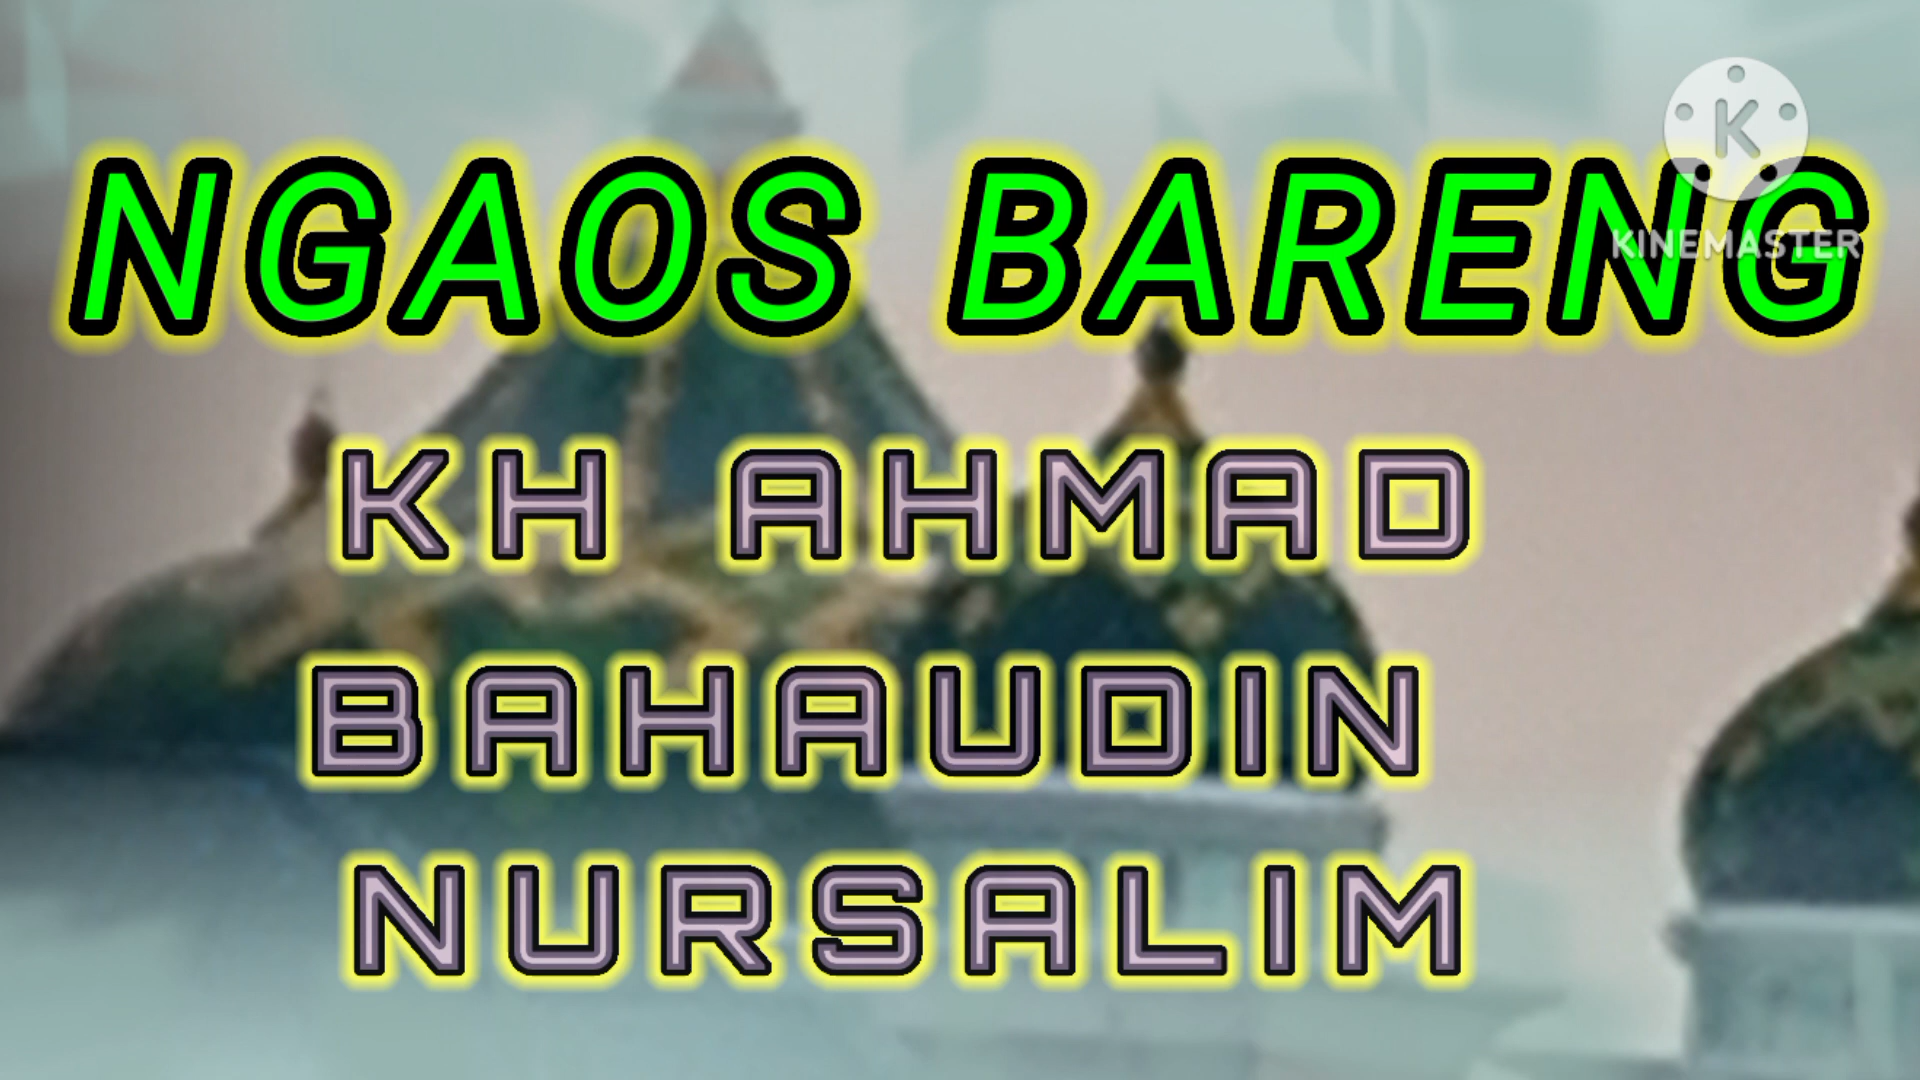 NGAOS BARENG
KINEMASTER
KH AHMAD
BAHAUDIN
NURSALIM